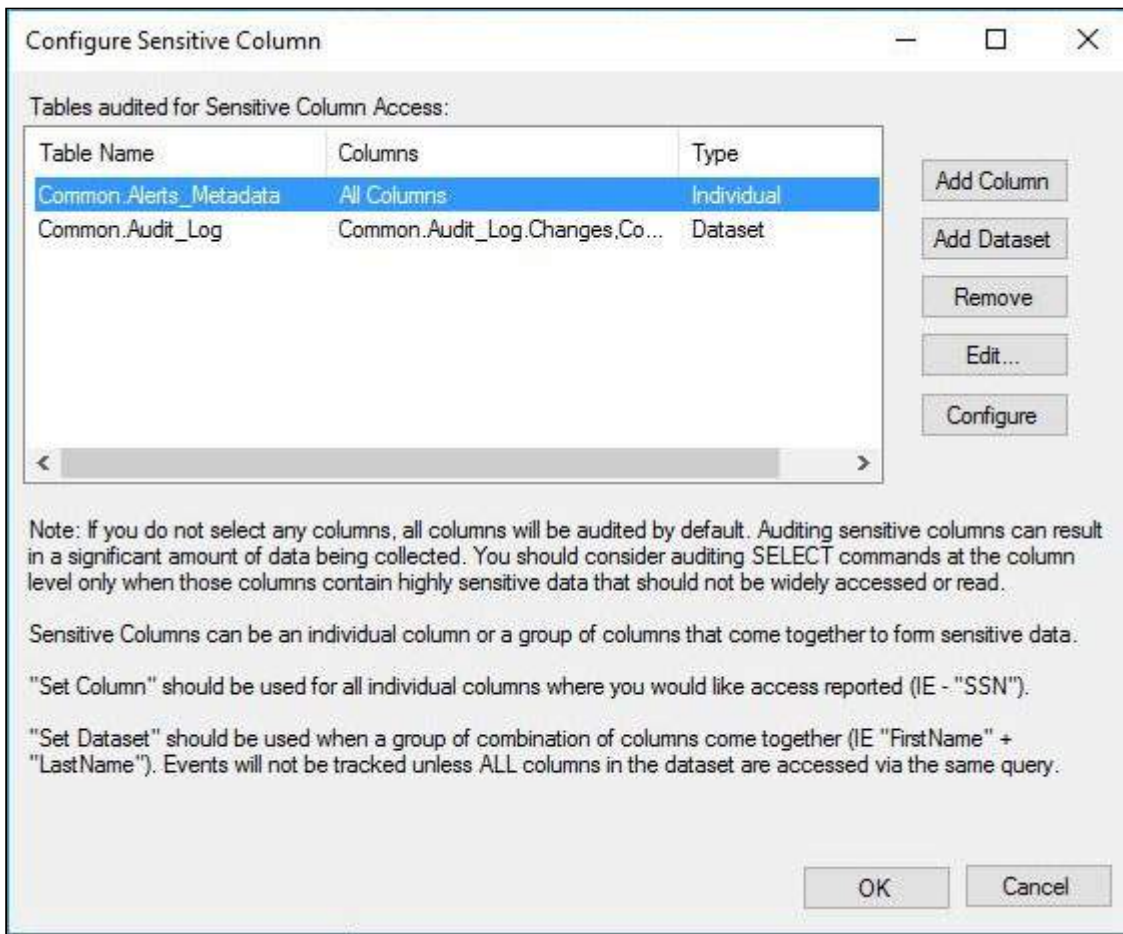 Configure Sensitive Column
Tables audited for Sensitive Column Access:
Table Name Columns Type
Common.Alerts_Metadata All Columns Individual
Common.Audit_Log Common.Audit_Log.Changes,Co... Dataset
Add Column
Add Dataset
Remove
Edit...
Configure
Note: If you do not select any columns, all columns will be audited by default. Auditing sensitive columns can result
in a significant amount of data being collected. You should consider auditing SELECT commands at the column
level only when those columns contain highly sensitive data that should not be widely accessed or read.
Sensitive Columns can be an individual column or a group of columns that come together to form sensitive data.
"Set Column" should be used for all individual columns where you would like access reported (IE - "SSN").
"Set Dataset" should be used when a group of combination of columns come together (IE "FirstName" +
"LastName"). Events will not be tracked unless ALL columns in the dataset are accessed via the same query.
OK Cancel